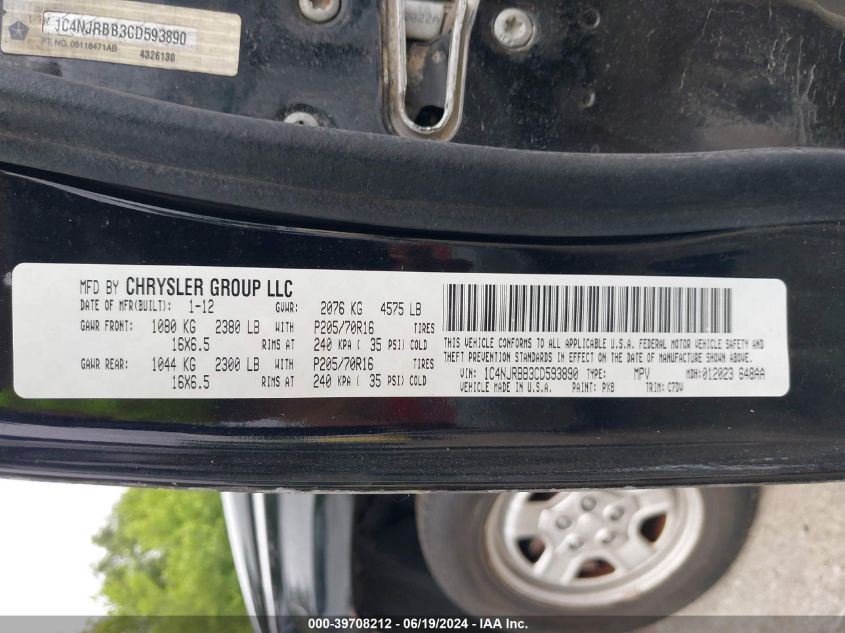 1C4NJRBB3CD593890
PT. NO. 05116471AB 4326130
MFD BY CHRYSLER GROUP LLC
DATE OF MFR(BUILT): 1-12 GVWR: 2076 KG 4575 LB
GAWR FRONT: 1080 KG 2380 LB WITH P205/70R16 TIRES
16X6.5 RIMS AT 240 KPA ( 35 PSI) COLD
GAWR REAR: 1044 KG 2300 LB WITH P205/70R16 TIRES
16X6.5 RIMS AT 240 KPA ( 35 PSI) COLD
THIS VEHICLE CONFORMS TO ALL APPLICABLE U.S.A. FEDERAL MOTOR VEHICLE SAFETY AND
THEFT PREVENTION STANDARDS IN EFFECT ON THE DATE OF MANUFACTURE SHOWN ABOVE.
VIN: 1C4NJRBB3CD593890 TYPE: MPV MDH:012023 648AA
MADE IN U.S.A. PAINT: PX8 TRIM: C7DV
000-39708212 - 06/19/2024 - IAA Inc.